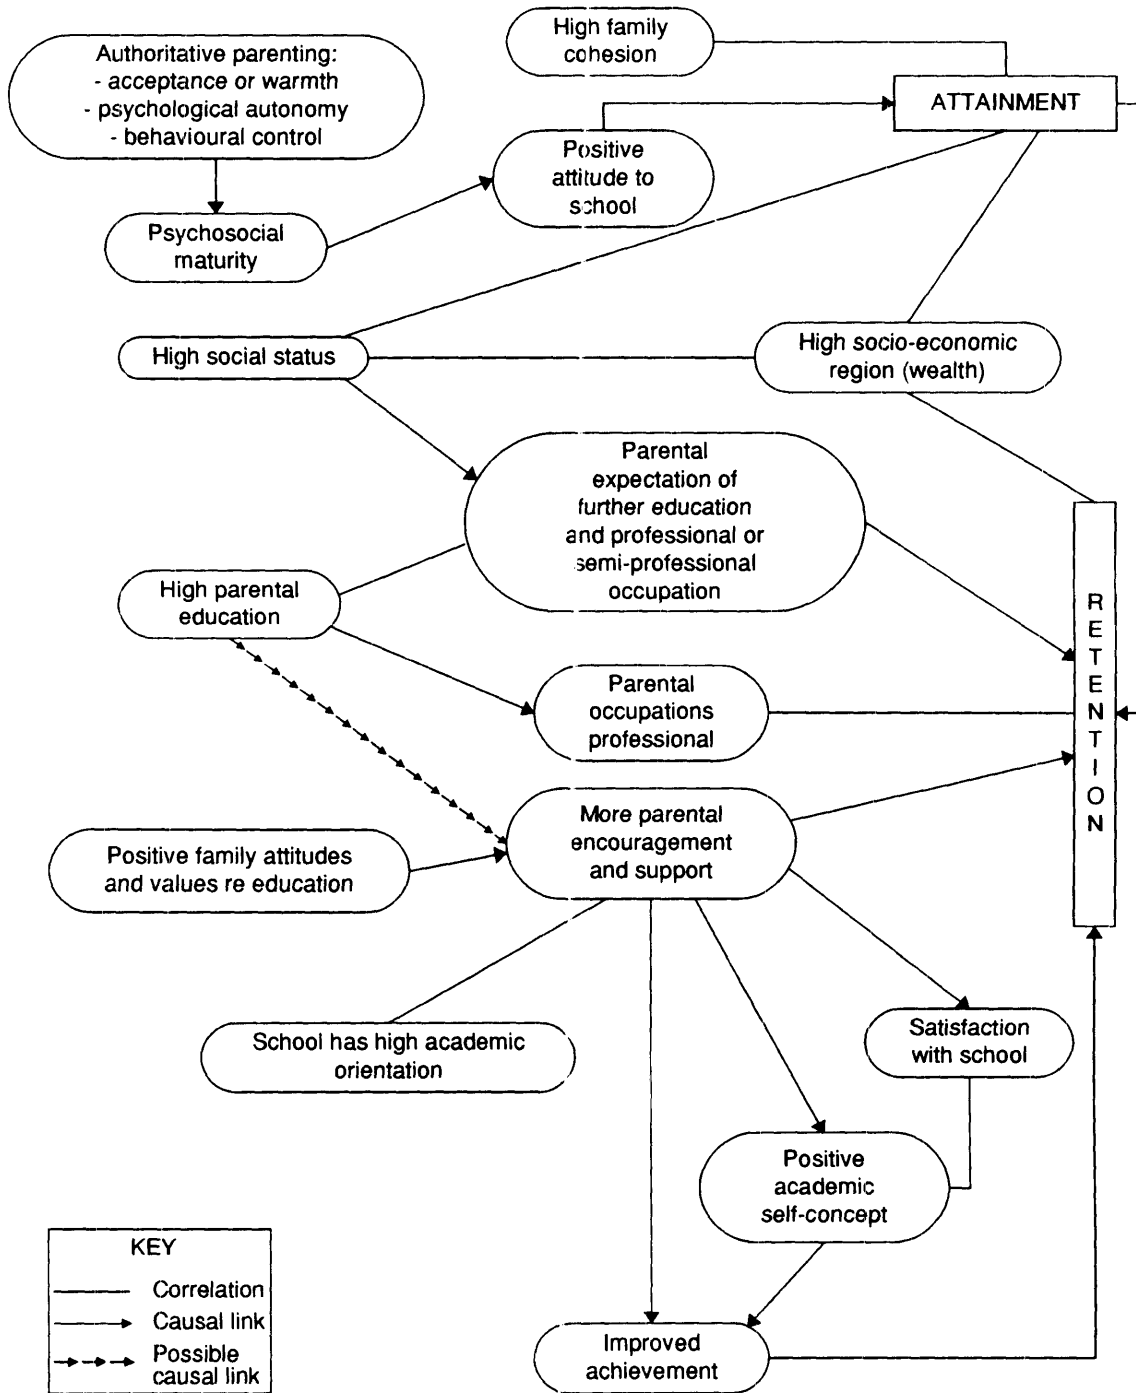 High family
cohesion
Authoritative parenting:
- acceptance or warmth
- psychological autonomy
- behavioural control
ATTAINMENT
Positive
attitude to
school
Psychosocial
maturity
High social status
High socio-economic
region (wealth)
Parental
expectation of
further education
and professional or
semi-professional
occupation
High parental
education
RETENTION
Parental
occupations
professional
More parental
encouragement
and support
Positive family attitudes
and values re education
School has high academic
orientation
Satisfaction
with school
Positive
academic
self-concept
KEY
Correlation
Causal link
Possible
causal link
Improved
achievement